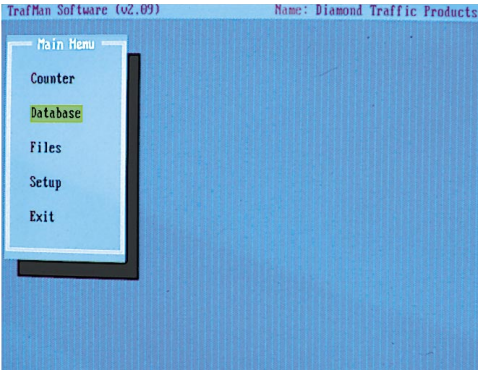 TrafMan Software (v2.09) Name: Diamond Traffic Products
Main Menu
Counter
Database
Files
Setup
Exit